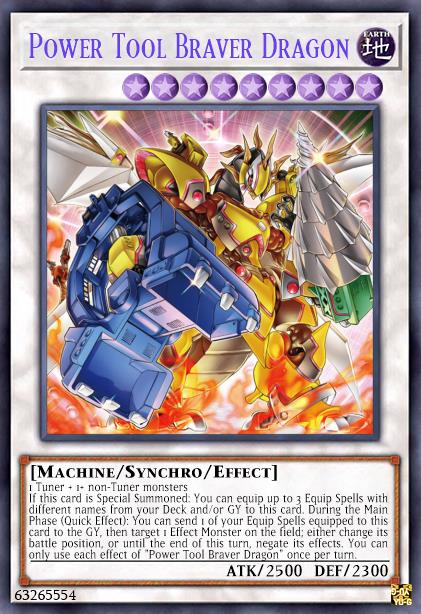 Power Tool Braver Dragon
EARTH
地
[Machine/Synchro/Effect]
1 Tuner + 1+ non-Tuner monsters
If this card is Special Summoned: You can equip up to 3 Equip Spells with
different names from your Deck and/or GY to this card. During the Main
Phase (Quick Effect): You can send 1 of your Equip Spells equipped to this card
to the GY, then target 1 Effect Monster on the field; either change its
battle position, or until the end of this turn, negate its effects. You can
only use each effect of "Power Tool Braver Dragon" once per turn.
ATK/2500 DEF/2300
63265554